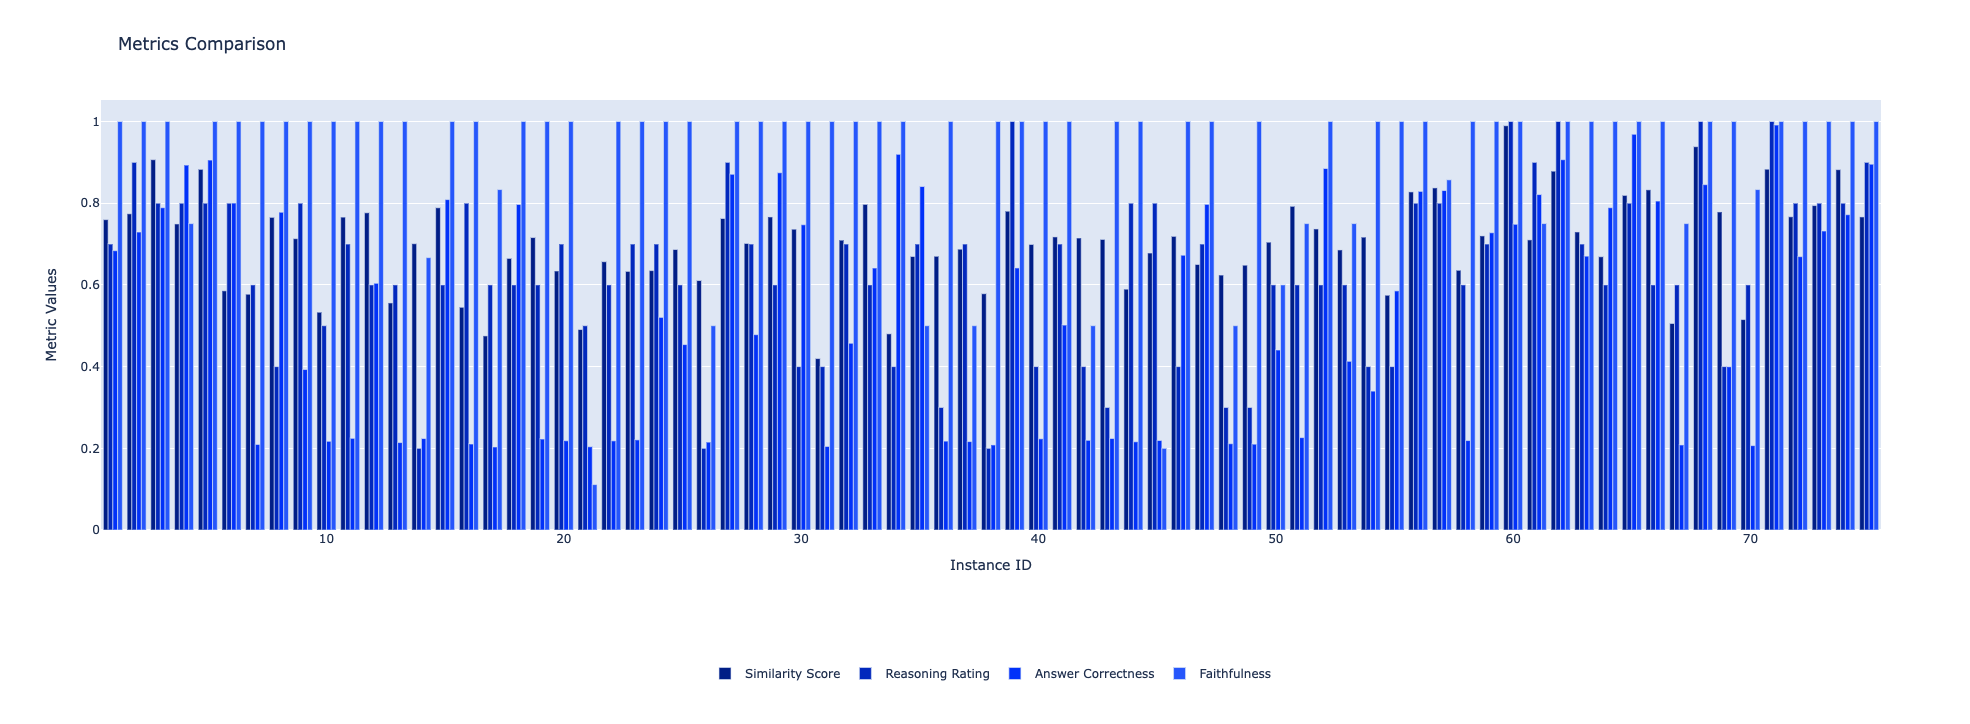 Metrics Comparison
1
0.8
0.6
0.4
0.2
0
Metric Values
10 20 30 40 50 60 70
Instance ID
Similarity Score Reasoning Rating Answer Correctness Faithfulness